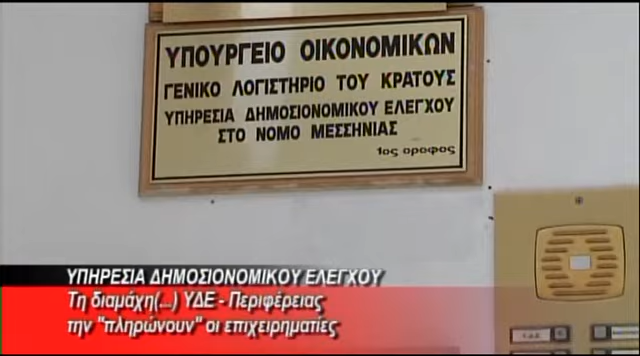 ΥΠΟΥΡΓΕΙΟ ΟΙΚΟΝΟΜΙΚΩΝ
ΓΕΝΙΚΟ ΛΟΓΙΣΤΗΡΙΟ ΤΟΥ ΚΡΑΤΟΥΣ
ΥΠΗΡΕΣΙΑ ΔΗΜΟΣΙΟΝΟΜΙΚΟΥ ΕΛΕΓΧΟΥ
ΣΤΟ ΝΟΜΟ ΜΕΣΣΗΝΙΑΣ
1ος οροφος
ΥΠΗΡΕΣΙΑ ΔΗΜΟΣΙΟΝΟΜΙΚΟΥ ΕΛΕΓΧΟΥ
Τη διαμάχη(...) ΥΔΕ - Περιφέρειας
την "πληρώνουν" οι επιχειρηματίες